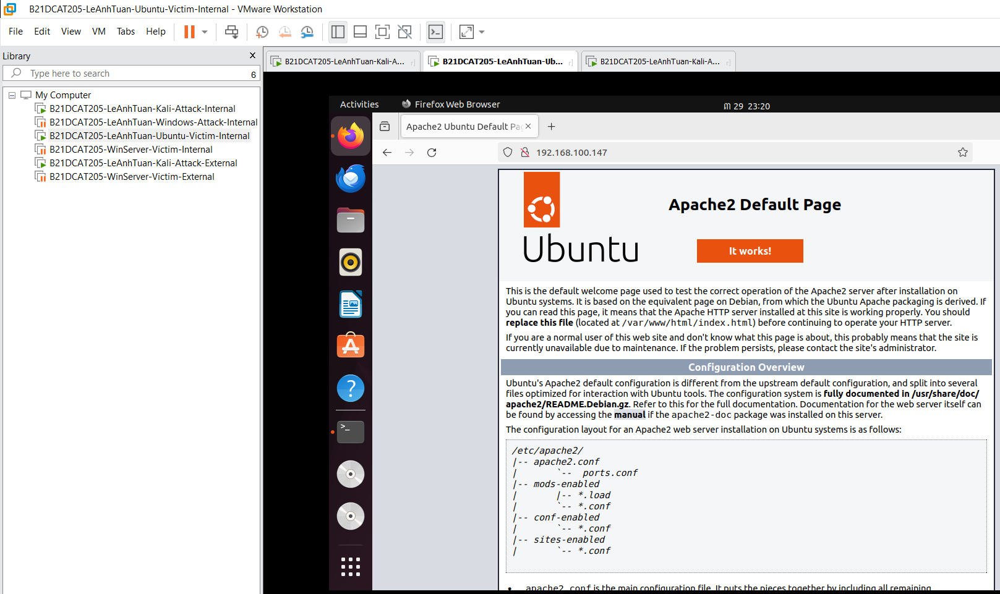 B21DCAT205-LeAnhTuan-Ubuntu-Victim-Internal - VMware Workstation
File Edit View VM Tabs Help
Library
Type here to search
6
My Computer
B21DCAT205-LeAnhTuan-Kali-Attack-Internal
B21DCAT205-LeAnhTuan-Windows-Attack-Internal
B21DCAT205-LeAnhTuan-Ubuntu-Victim-Internal
B21DCAT205-WinServer-Victim-Internal
B21DCAT205-LeAnhTuan-Kali-Attack-External
B21DCAT205-WinServer-Victim-External
B21DCAT205-LeAnhTuan-Kali-A...
B21DCAT205-LeAnhTuan-Ub...
B21DCAT205-LeAnhTuan-Kali-A...
Activities Firefox Web Browser 29 23:20
Apache2 Ubuntu Default Pag
192.168.100.147
Ubuntu
Apache2 Default Page
It works!
This is the default welcome page used to test the correct operation of the Apache2 server after installation on
Ubuntu systems. It is based on the equivalent page on Debian, from which the Ubuntu Apache packaging is derived. If
you can read this page, it means that the Apache HTTP server installed at this site is working properly. You should
replace this file (located at /var/www/html/index.html) before continuing to operate your HTTP server.
If you are a normal user of this web site and don't know what this page is about, this probably means that the site is
currently unavailable due to maintenance. If the problem persists, please contact the site's administrator.
Configuration Overview
Ubuntu's Apache2 default configuration is different from the upstream default configuration, and split into several
files optimized for interaction with Ubuntu tools. The configuration system is fully documented in /usr/share/doc/
apache2/README.Debian.gz. Refer to this for the full documentation. Documentation for the web server itself can
be found by accessing the manual if the apache2-doc package was installed on this server.
The configuration layout for an Apache2 web server installation on Ubuntu systems is as follows:
/etc/apache2/
|-- apache2.conf
|       `--  ports.conf
|-- mods-enabled
|       |-- *.load
|       `-- *.conf
|-- conf-enabled
|       `-- *.conf
|-- sites-enabled
|       `-- *.conf
• apache2.conf is the main configuration file. It puts the pieces together by including all remaining